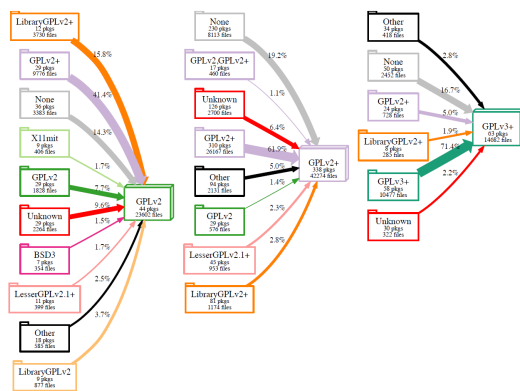 LibraryGPLv2+
12 pkgs
3730 files
15.8%
GPLv2+
29 pkgs
9776 files
41.4%
None
36 pkgs
3383 files
14.3%
X11mit
9 pkgs
406 files
1.7%
GPLv2
29 pkgs
1828 files
7.7%
Unknown
29 pkgs
2264 files
9.6%
BSD3
7 pkgs
354 files
1.5%
LesserGPLv2.1+
11 pkgs
399 files
1.7%
Other
18 pkgs
585 files
2.5%
LibraryGPLv2
9 pkgs
877 files
3.7%
GPLv2
44 pkgs
23602 files
None
230 pkgs
8113 files
19.2%
GPLv2,GPLv2+
17 pkgs
460 files
1.1%
Unknown
126 pkgs
2700 files
6.4%
GPLv2+
310 pkgs
26167 files
61.9%
Other
94 pkgs
2131 files
5.0%
GPLv2
29 pkgs
576 files
1.4%
LesserGPLv2.1+
45 pkgs
953 files
2.3%
LibraryGPLv2+
81 pkgs
1174 files
2.8%
GPLv2+
338 pkgs
42274 files
Other
34 pkgs
418 files
2.8%
None
50 pkgs
2452 files
16.7%
GPLv2+
24 pkgs
728 files
5.0%
LibraryGPLv2+
8 pkgs
285 files
1.9%
GPLv3+
58 pkgs
10477 files
71.4%
Unknown
30 pkgs
322 files
2.2%
GPLv3+
63 pkgs
14682 files